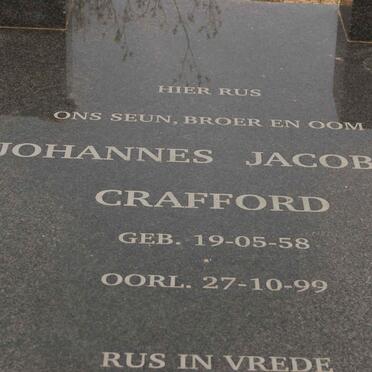 HIER RUS
ONS SEUN, BROER EN OOM
JOHANNES JACOB
CRAFFORD
GEB. 19-05-58
OORL. 27-10-99
RUS IN VREDE